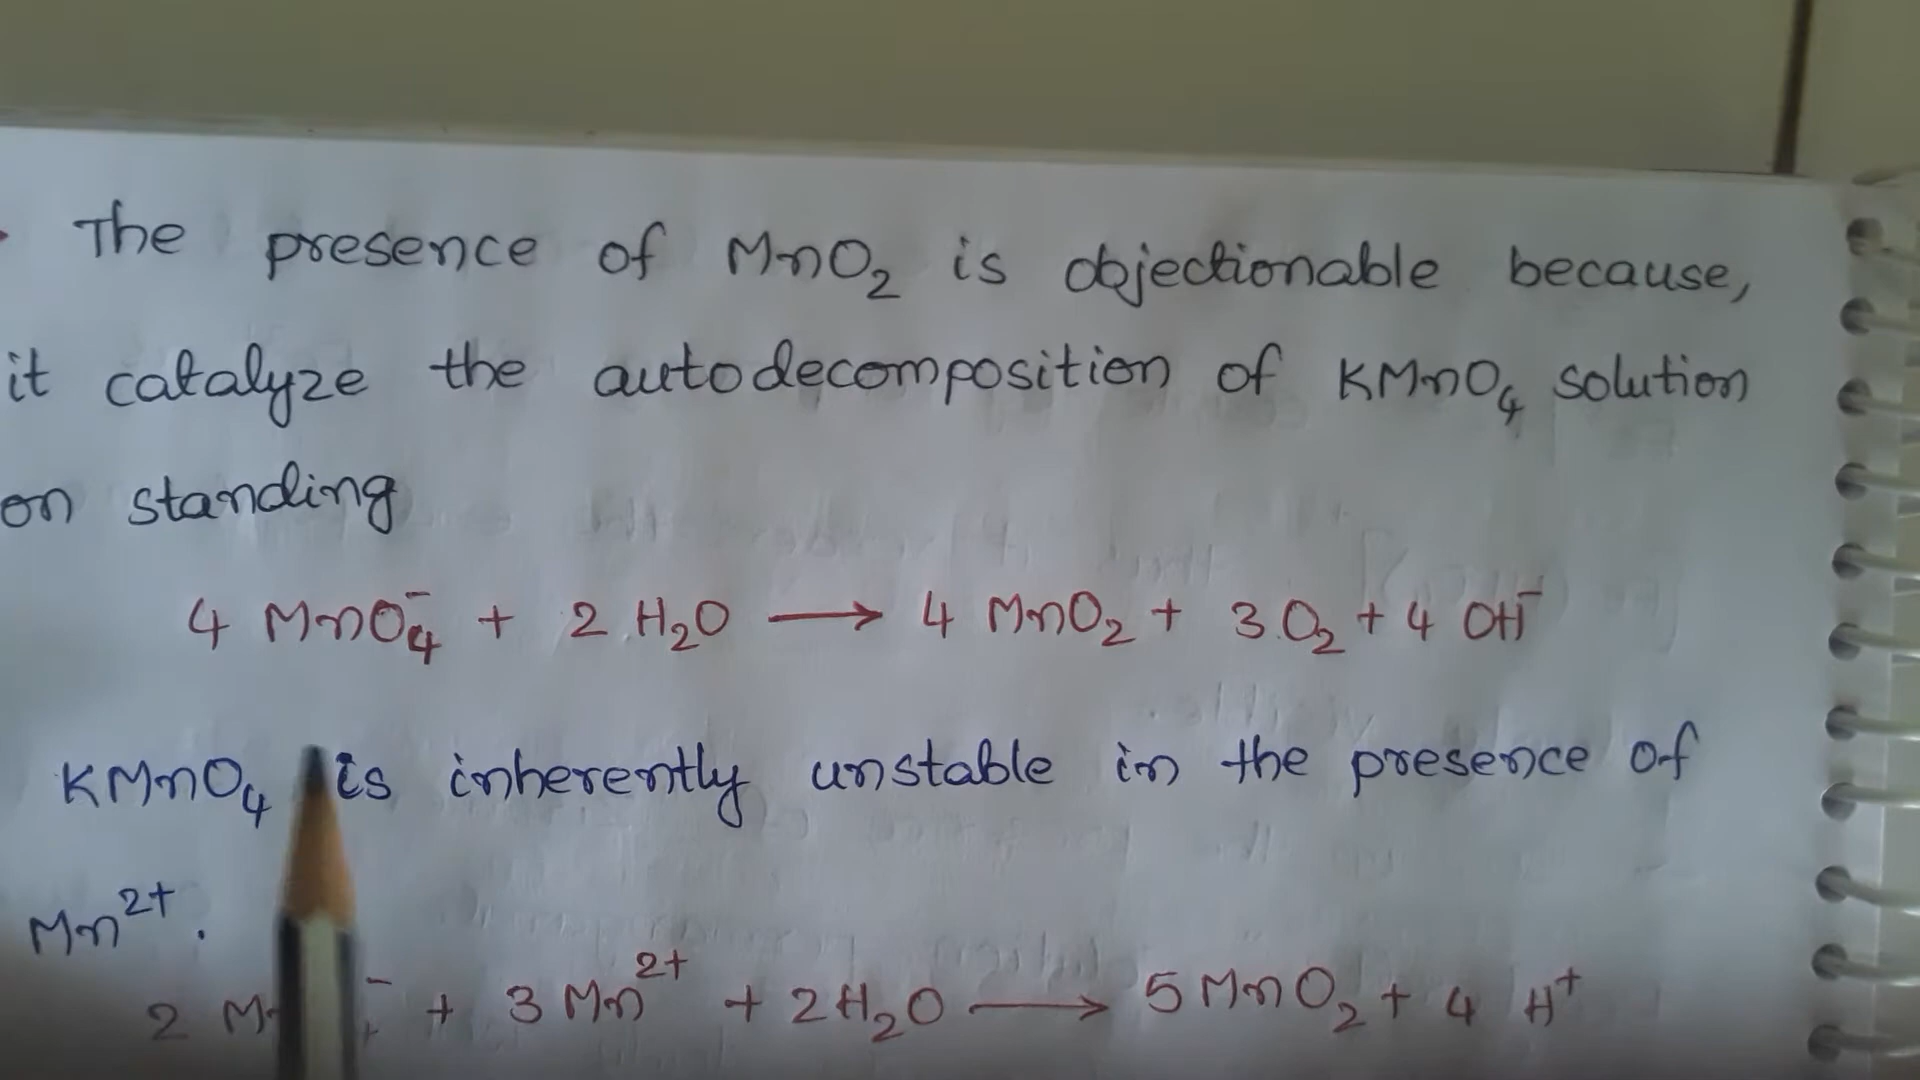 The presence of MnO₂ is objectionable because,
it catalyze the autodecomposition of KMnO₄ solution
on standing
4 MnO₄⁻ + 2 H₂O ⟶ 4 MnO₂ + 3 O₂ + 4 OH⁻
KMnO₄ is inherently unstable in the presence of
Mn²⁺.
2 + 3 Mn²⁺ + 2 H₂O ⟶ 5 MnO₂ + 4 H⁺